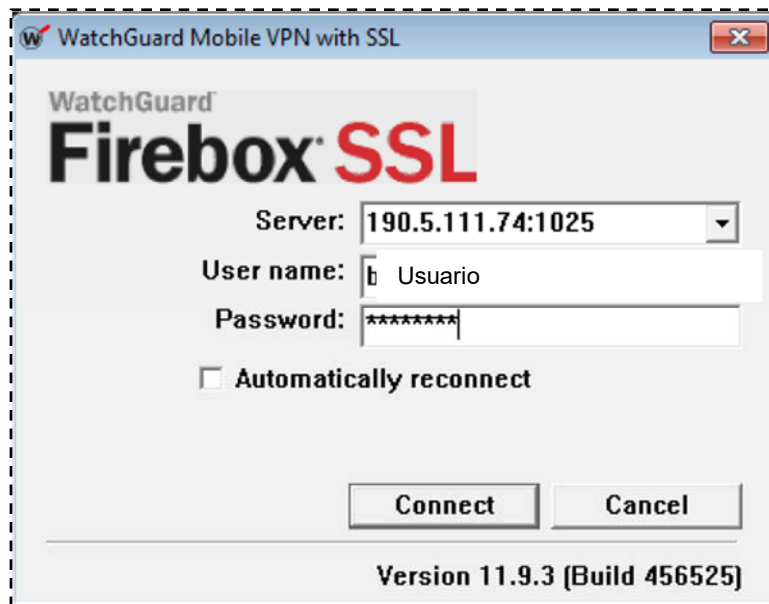 WatchGuard Mobile VPN with SSL
WatchGuard
Firebox SSL
Server: 190.5.111.74:1025
User name: Usuario
Password: ********
Automatically reconnect
Connect Cancel
Version 11.9.3 (Build 456525)